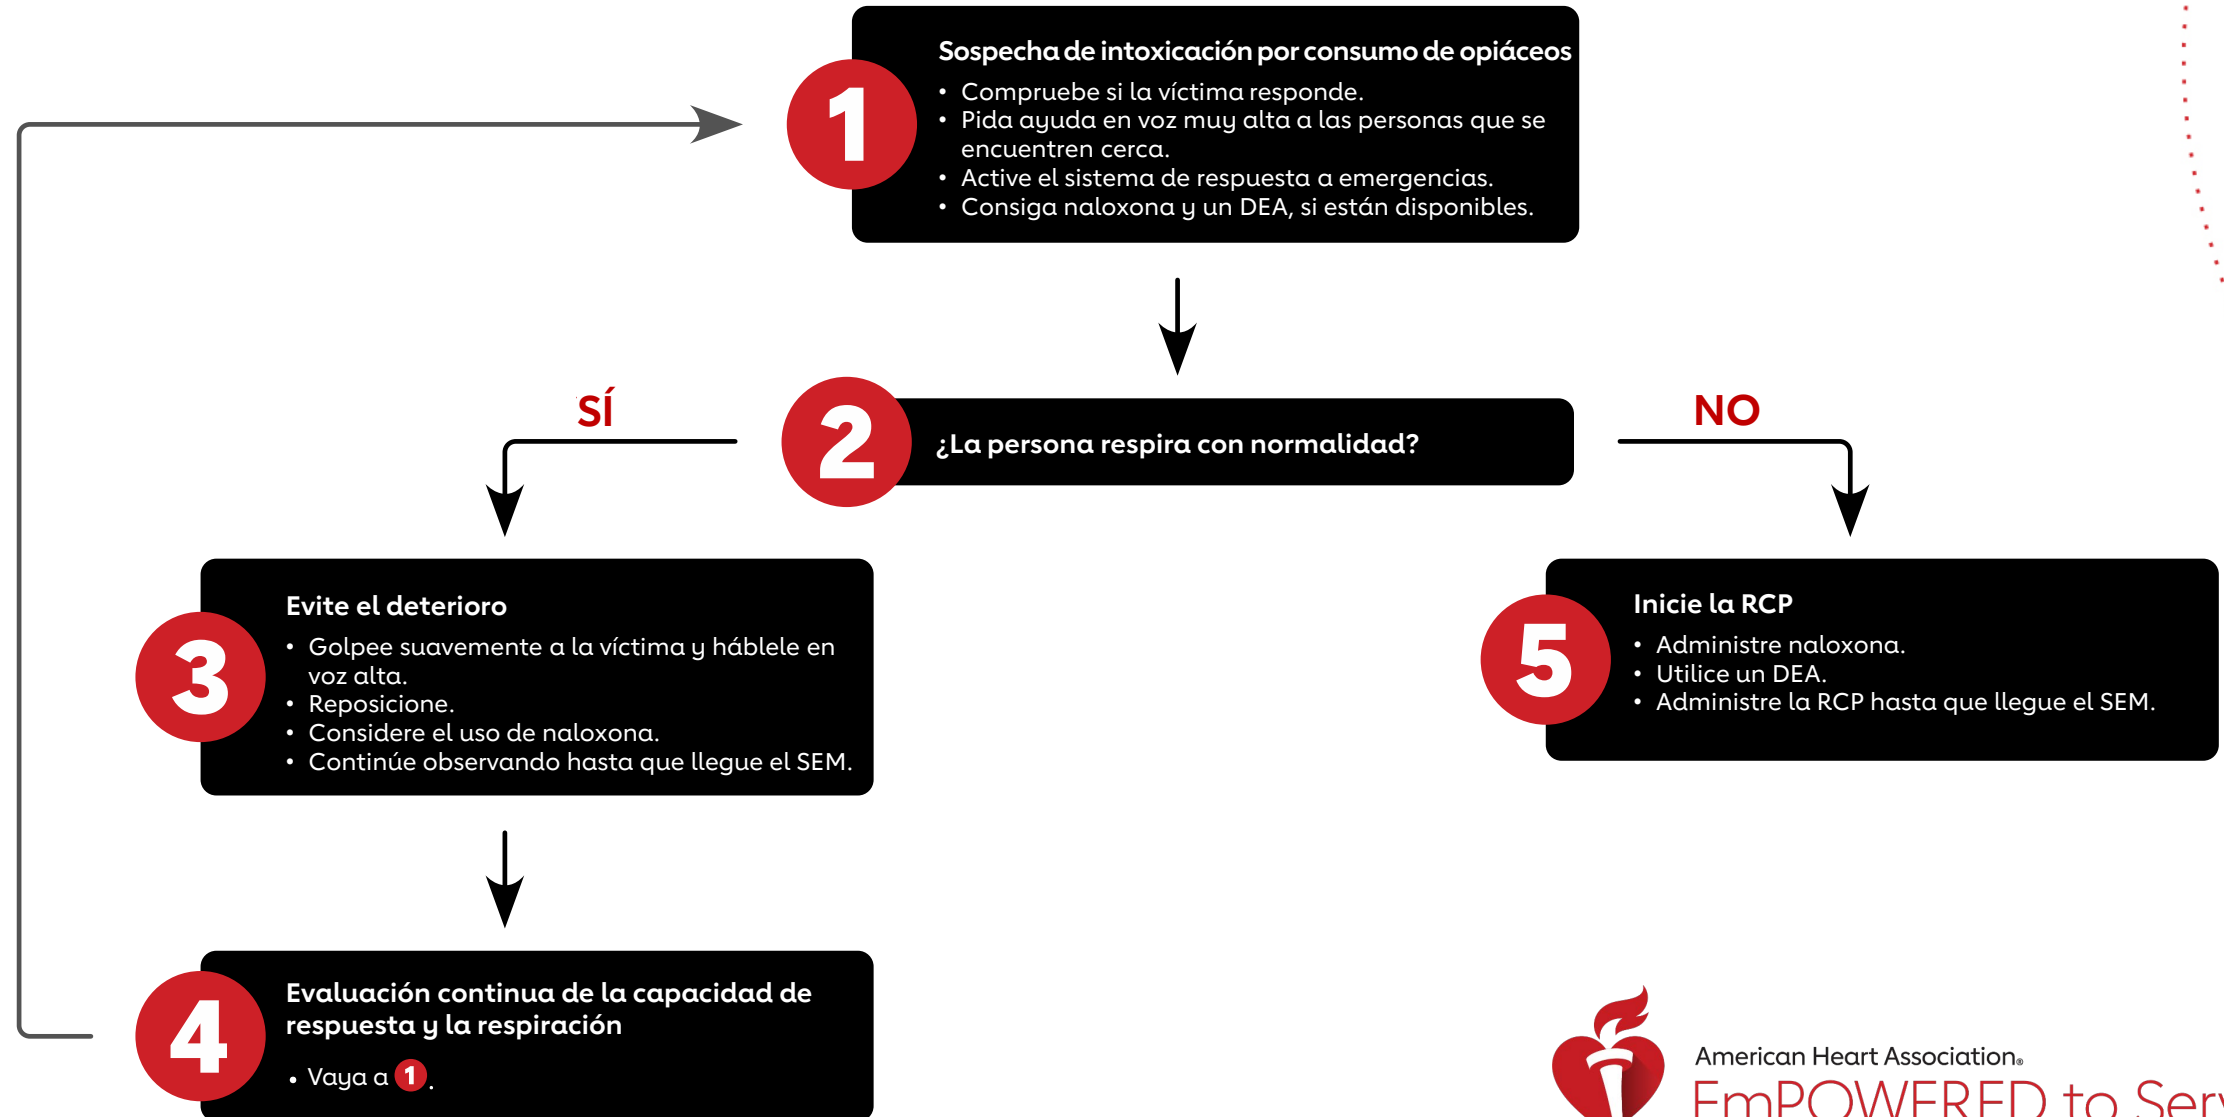 1
Sospecha de intoxicación por consumo de opiáceos
• Compruebe si la víctima responde.
• Pida ayuda en voz muy alta a las personas que se
encuentren cerca.
• Active el sistema de respuesta a emergencias.
• Consiga naloxona y un DEA, si están disponibles.
SÍ
2
¿La persona respira con normalidad?
NO
3
Evite el deterioro
• Golpee suavemente a la víctima y háblele en
voz alta.
• Reposicione.
• Considere el uso de naloxona.
• Continúe observando hasta que llegue el SEM.
5
Inicie la RCP
• Administre naloxona.
• Utilice un DEA.
• Administre la RCP hasta que llegue el SEM.
4
Evaluación continua de la capacidad de
respuesta y la respiración
• Vaya a 1.
American Heart Association®
EmPOWERED to